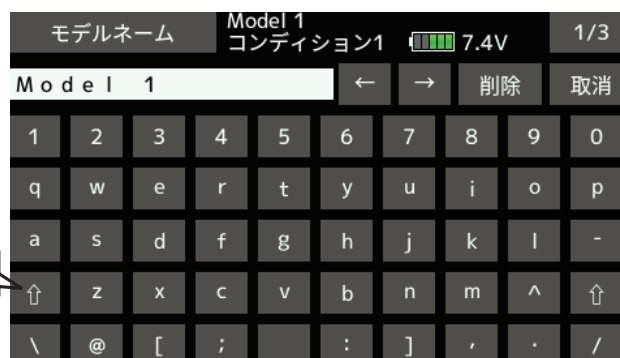 モデルネーム Model 1 コンディション1 7.4V 1/3
Model 1 ← → 削除 取消
1 2 3 4 5 6 7 8 9 0
q w e r t y u i o p
a s d f g h j k l -
⇧ z x c v b n m ^ ⇧
\ @ [ ; : ] , . /